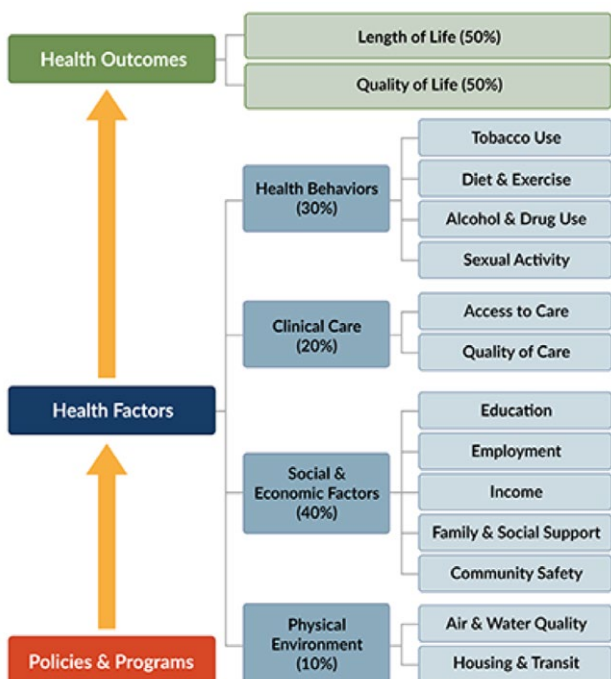 Health Outcomes
Length of Life (50%)
Quality of Life (50%)
Health Factors
Health Behaviors
(30%)
Tobacco Use
Diet & Exercise
Alcohol & Drug Use
Sexual Activity
Clinical Care
(20%)
Access to Care
Quality of Care
Social &
Economic Factors
(40%)
Education
Employment
Income
Family & Social Support
Community Safety
Physical
Environment
(10%)
Air & Water Quality
Housing & Transit
Policies & Programs